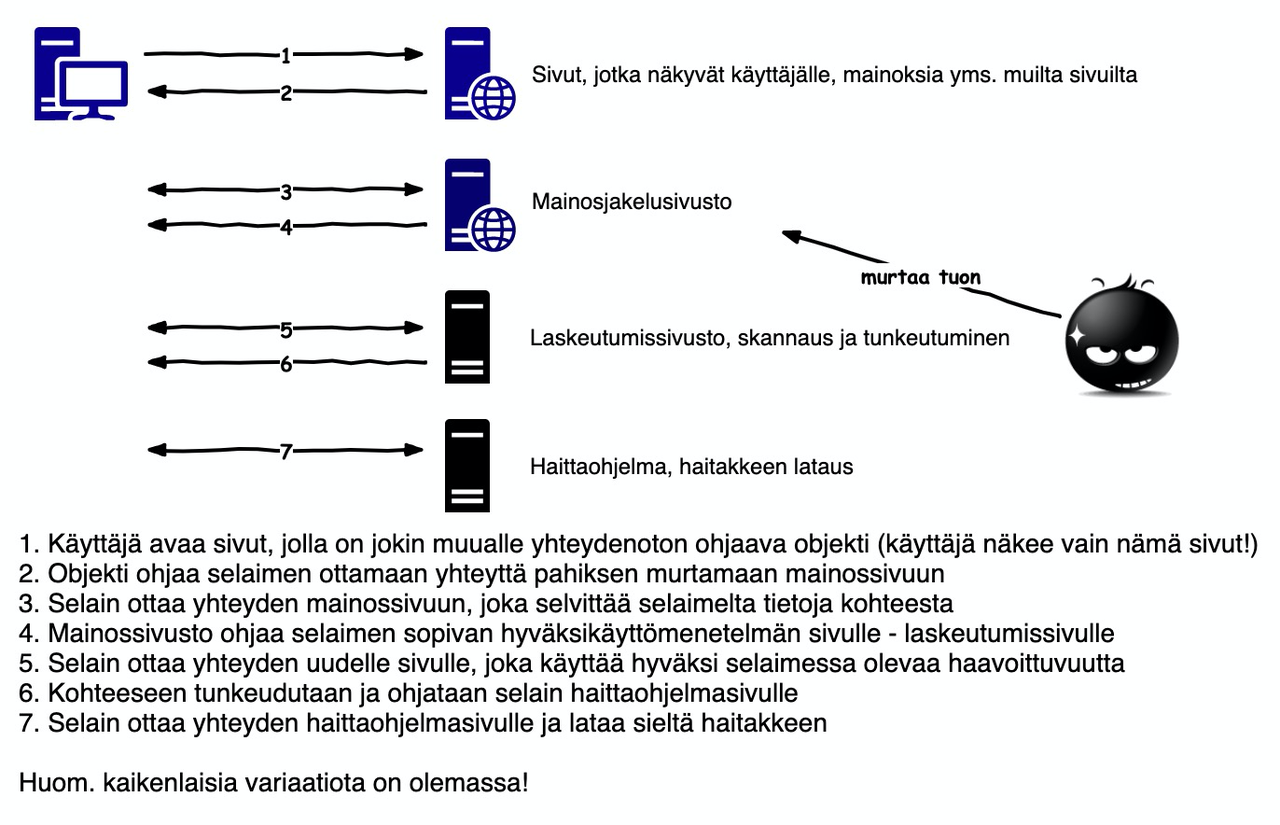 1
Sivut, jotka näkyvät käyttäjälle, mainoksia yms. muilta sivuilta
2
3
Mainosjakelusivusto
4
murtaa tuon
5
Laskeutumissivusto, skannaus ja tunkeutuminen
6
7
Haittaohjelma, haitakkeen lataus
1. Käyttäjä avaa sivut, jolla on jokin muualle yhteydenoton ohjaava objekti (käyttäjä näkee vain nämä sivut!)
2. Objekti ohjaa selaimen ottamaan yhteyttä pahiksen murtamaan mainossivuun
3. Selain ottaa yhteyden mainossivuun, joka selvittää selaimelta tietoja kohteesta
4. Mainossivusto ohjaa selaimen sopivan hyväksikäyttömenetelmän sivulle - laskeutumissivulle
5. Selain ottaa yhteyden uudelle sivulle, joka käyttää hyväksi selaimessa olevaa haavoittuvuutta
6. Kohteeseen tunkeudutaan ja ohjataan selain haittaohjelmasivulle
7. Selain ottaa yhteyden haittaohjelmasivulle ja lataa sieltä haitakkeen
Huom. kaikenlaisia variaatiota on olemassa!